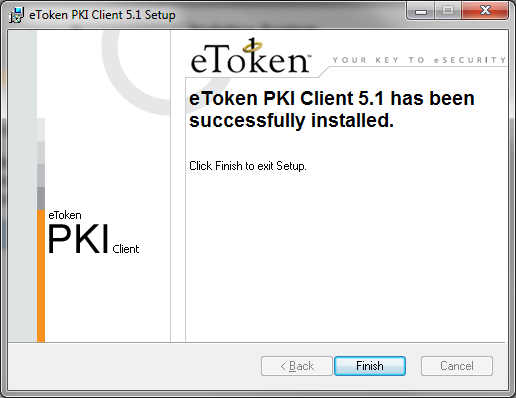 eToken PKI Client 5.1 Setup
eToken™
YOUR KEY TO eSECURITY
eToken PKI Client 5.1 has been
successfully installed.
Click Finish to exit Setup.
eToken
PKI Client
< Back
Finish
Cancel